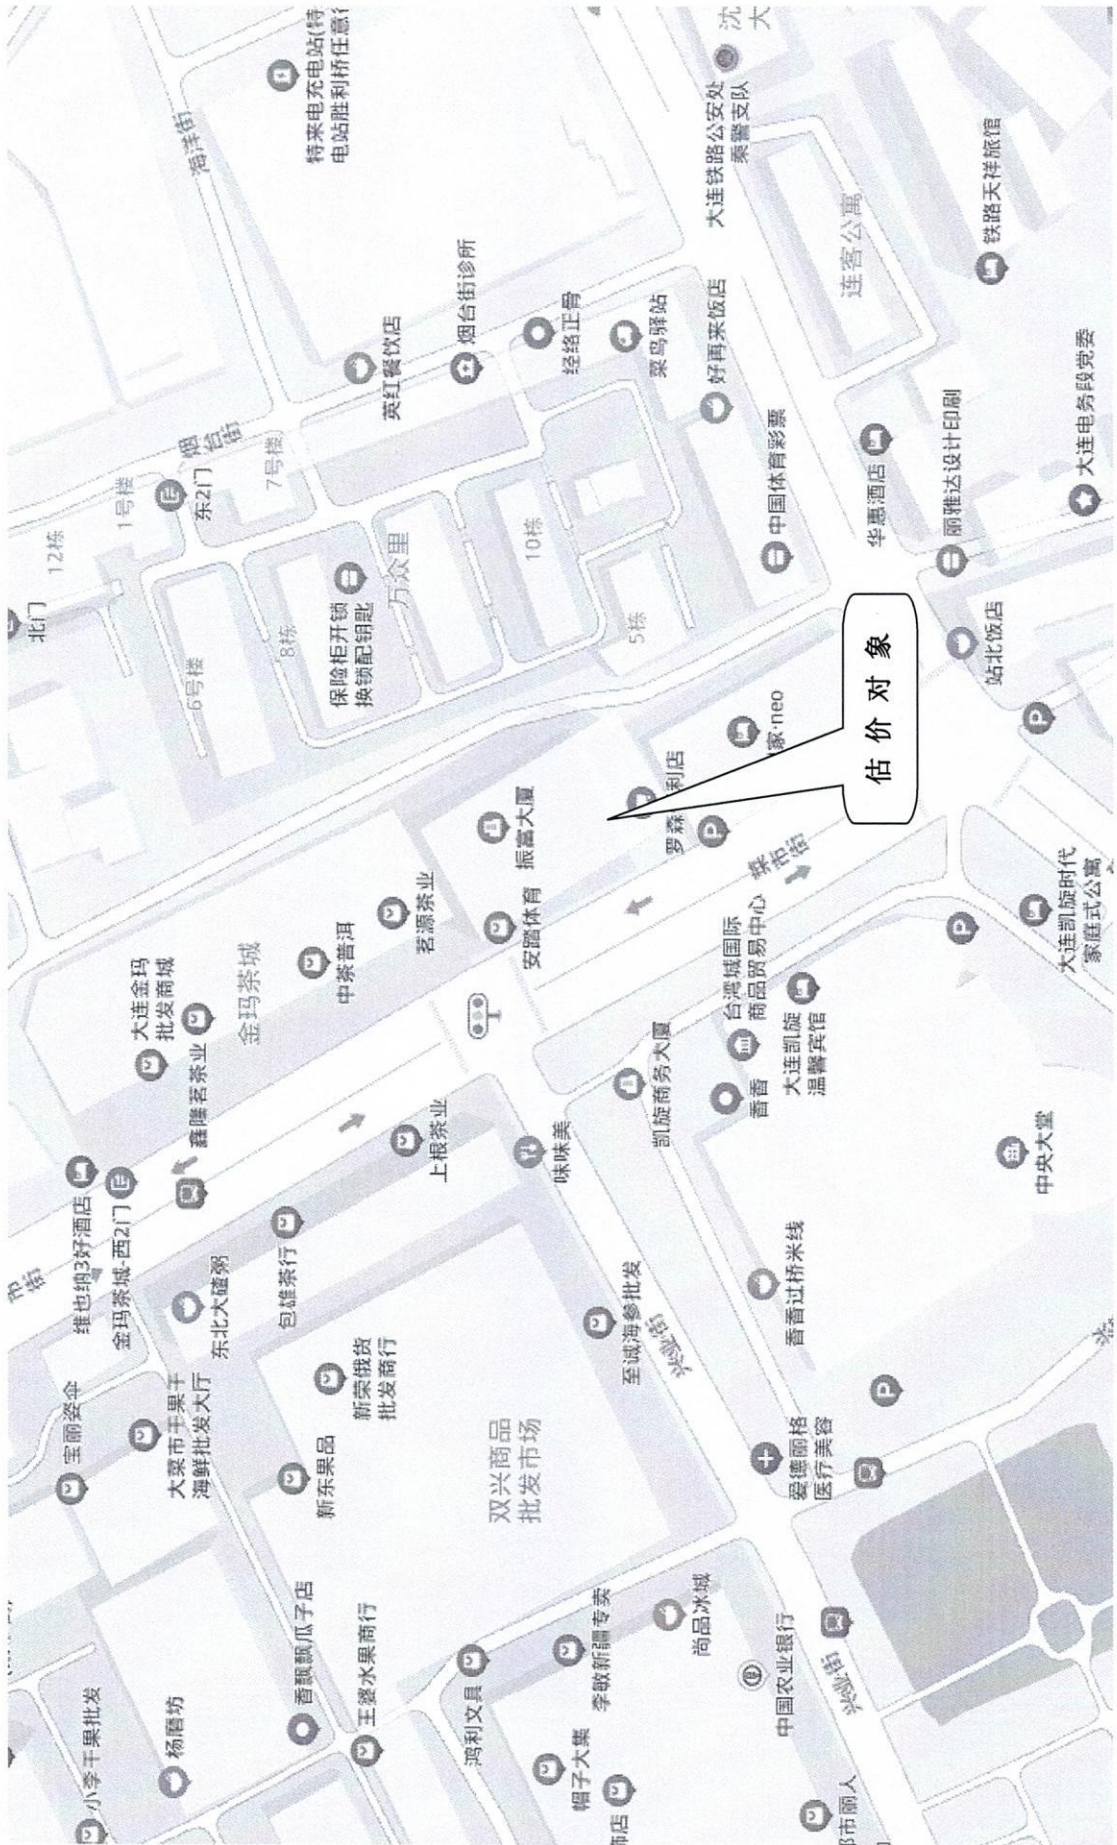 小李干果批发
宝丽姿伞
维也纳3好酒店
市
街
北门
12栋
杨磨坊
大菜市干果干
海鲜批发大厅
金玛茶城-西2门
大连金玛
批发商城
1号楼
鑫隆茗茶业
东北大碴粥
6号楼
东2门
烟
台
街
海洋街
金玛茶城
7号楼
香飘飘瓜子店
新东果品
包雄茶行
中茶普洱
8栋
特来电充电站(特
电站胜利桥任意行
王婆水果商行
新荣俄货
批发商行
保险柜开锁
换锁配钥匙
万众里
英红餐饮店
上根茶业
茗源茶业
烟台街诊所
鸿利文具
双兴商品
批发市场
味味美
安踏体育
振富大厦
10栋
经络正骨
帽子大集
李敏新疆专卖
至诚海参批发
兴业街
5栋
菜鸟驿站
尚品冰城
凯旋商务大厦
罗森
利店
好再来饭店
大连铁路公安处
乘警支队
沈
大
中国农业银行
香香
台湾城国际
商品贸易中心
家·neo
中国体育彩票
香香过桥米线
大连凯旋
温馨宾馆
菜市街
爱德丽格
医疗美容
兴业街
估价对象
华惠酒店
连客公寓
市丽人
丽雅达设计印刷
站北饭店
铁路天祥旅馆
中央大堂
大连凯旋时代
家庭式公寓
大连电务段党委